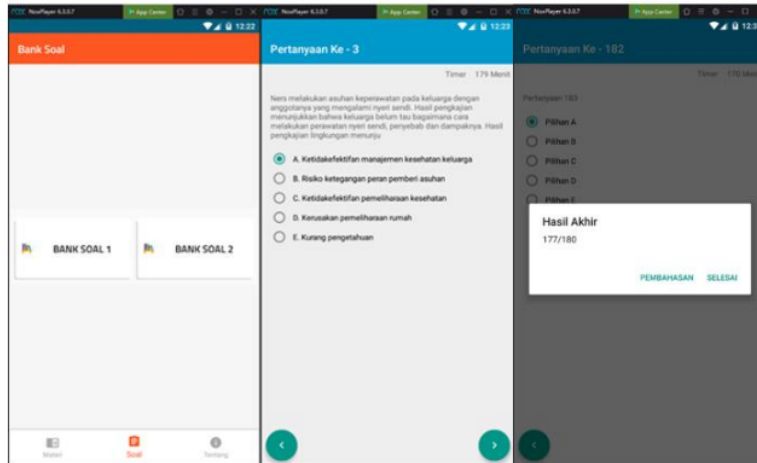 NoxPlayer 6.3.0.7
App Center
12:22
Bank Soal
BANK SOAL 1
BANK SOAL 2
Materi
Soal
Tentang
NoxPlayer 6.3.0.7
App Center
12:23
Pertanyaan Ke - 3
Timer 179 Menit
Ners melakukan asuhan keperawatan pada keluarga dengan
anggotanya yang mengalami nyeri sendi. Hasil pengkajian
menunjukkan bahwa keluarga belum tau bagaimana cara
melakukan perawatan nyeri sendi, penyebab dan dampaknya. Hasil
pengkajian lingkungan menunju
A. Ketidakefektifan manajemen kesehatan keluarga
B. Risiko ketegangan peran pemberi asuhan
C. Ketidakefektifan pemeliharaan kesehatan
D. Kerusakan pemeliharaan rumah
E. Kurang pengetahuan
NoxPlayer 6.3.0.7
App Center
Pertanyaan Ke - 182
Timer 170 Men
Pertanyaan 183
Pilihan A
Pilihan B
Pilihan C
Pilihan D
Pilihan E
Hasil Akhir
177/180
PEMBAHASAN SELESAI